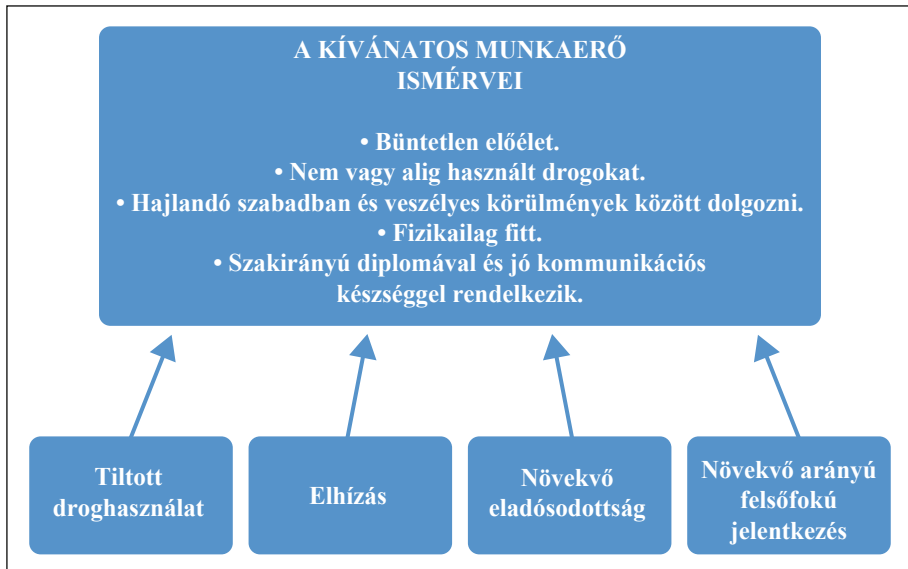 A KÍVÁNATOS MUNKAERŐ
ISMÉRVEI
• Büntetlen előélet.
• Nem vagy alig használt drogokat.
• Hajlandó szabadban és veszélyes körülmények között dolgozni.
• Fizikailag fitt.
• Szakirányú diplomával és jó kommunikációs
készséggel rendelkezik.
Tiltott
droghasználat
Elhízás
Növekvő
eladósodottság
Növekvő arányú
felsőfokú
jelentkezés